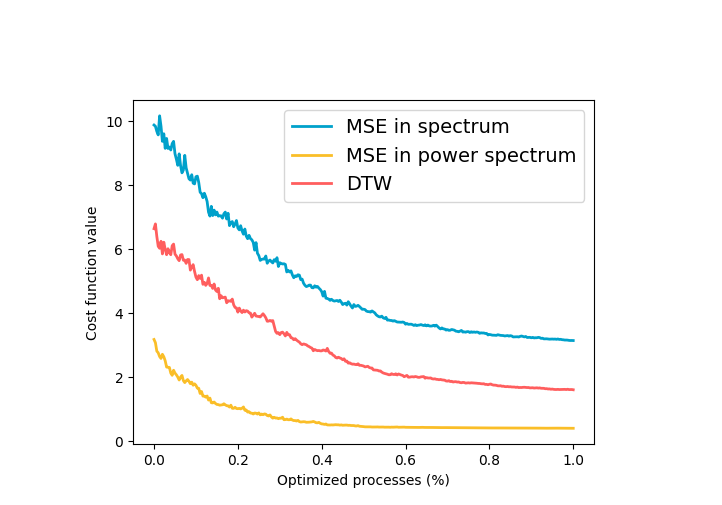 MSE in spectrum
MSE in power spectrum
DTW
Cost function value
10
8
6
4
2
0
0.0 0.2 0.4 0.6 0.8 1.0
Optimized processes (%)